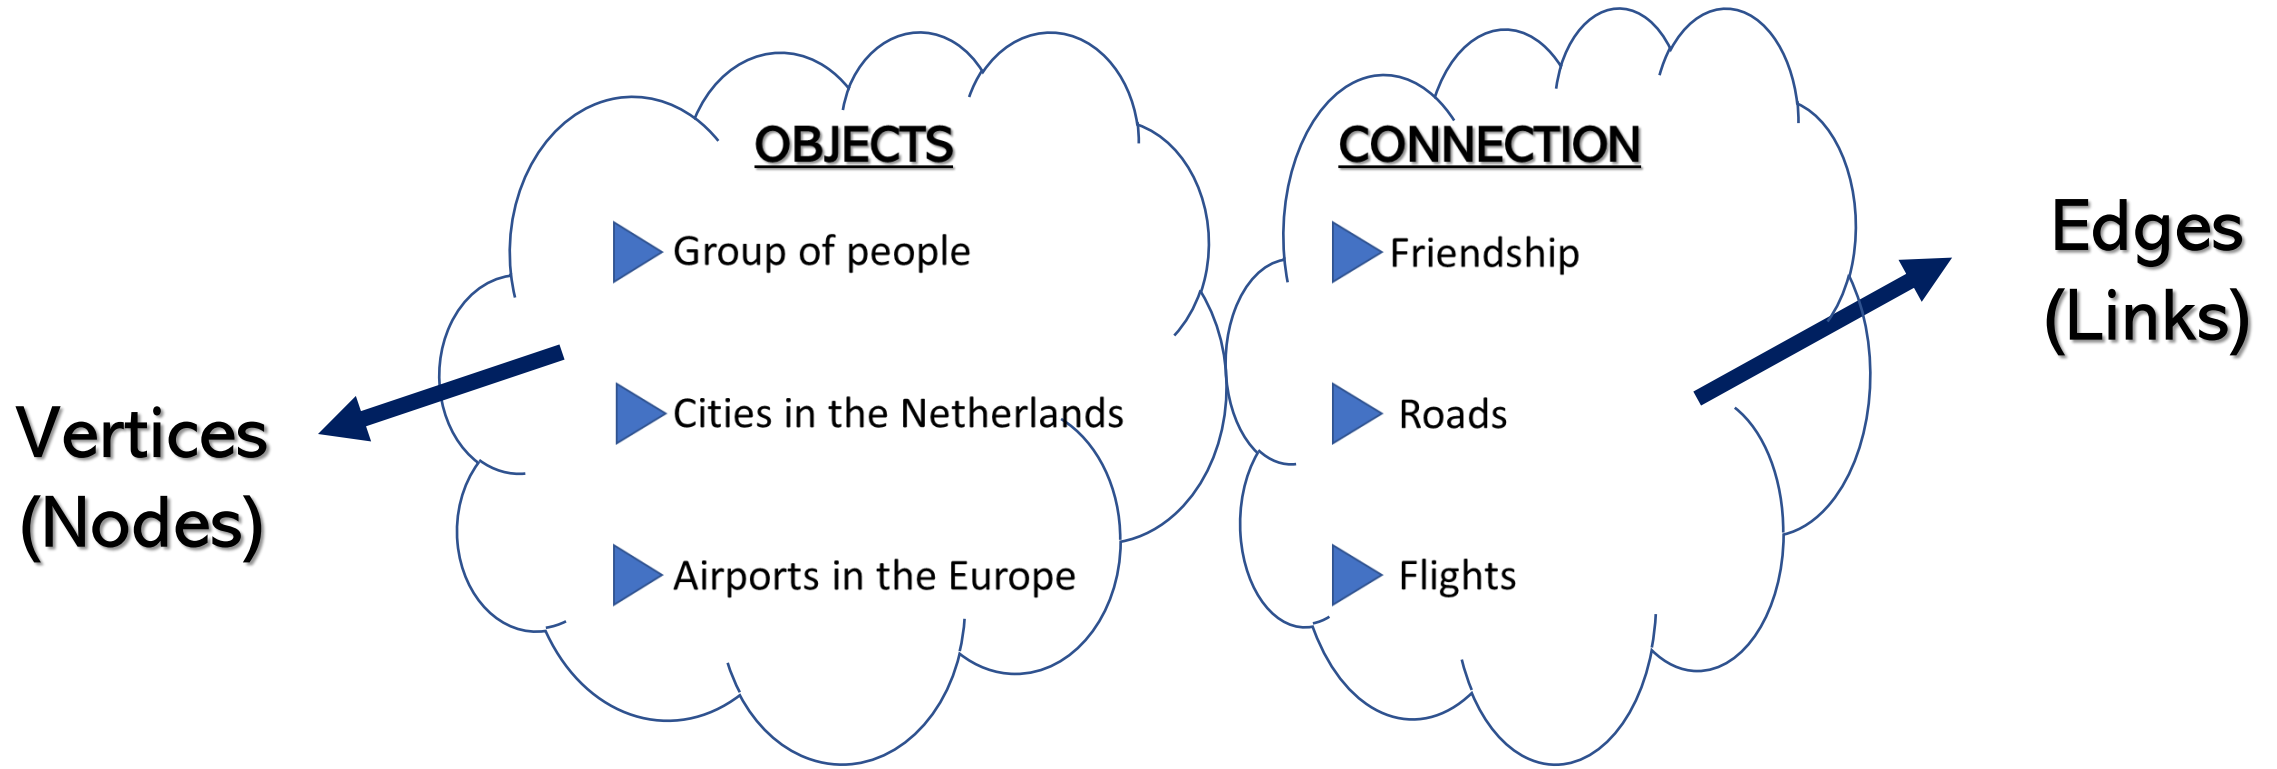 OBJECTS
Group of people
Cities in the Netherlands
Airports in the Europe
CONNECTION
Friendship
Roads
Flights
Vertices
(Nodes)
Edges
(Links)